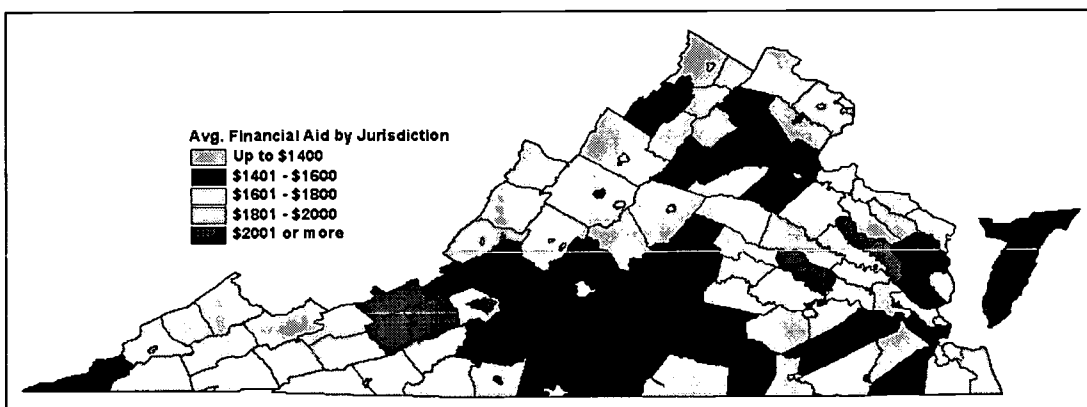 Avg. Financial Aid by Jurisdiction
Up to $1400
$1401 - $1600
$1601 - $1800
$1801 - $2000
$2001 or more